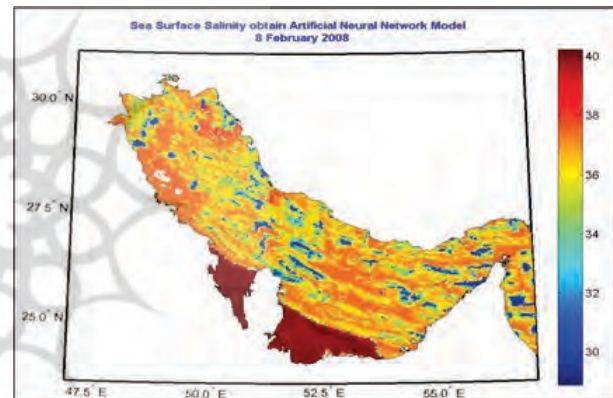 Sea Surface Salinity obtain Artificial Neural Network Model
8 February 2008
30.0° N
27.5° N
25.0° N
47.5° E
50.0° E
52.5° E
55.0° E
40
38
36
34
32
30